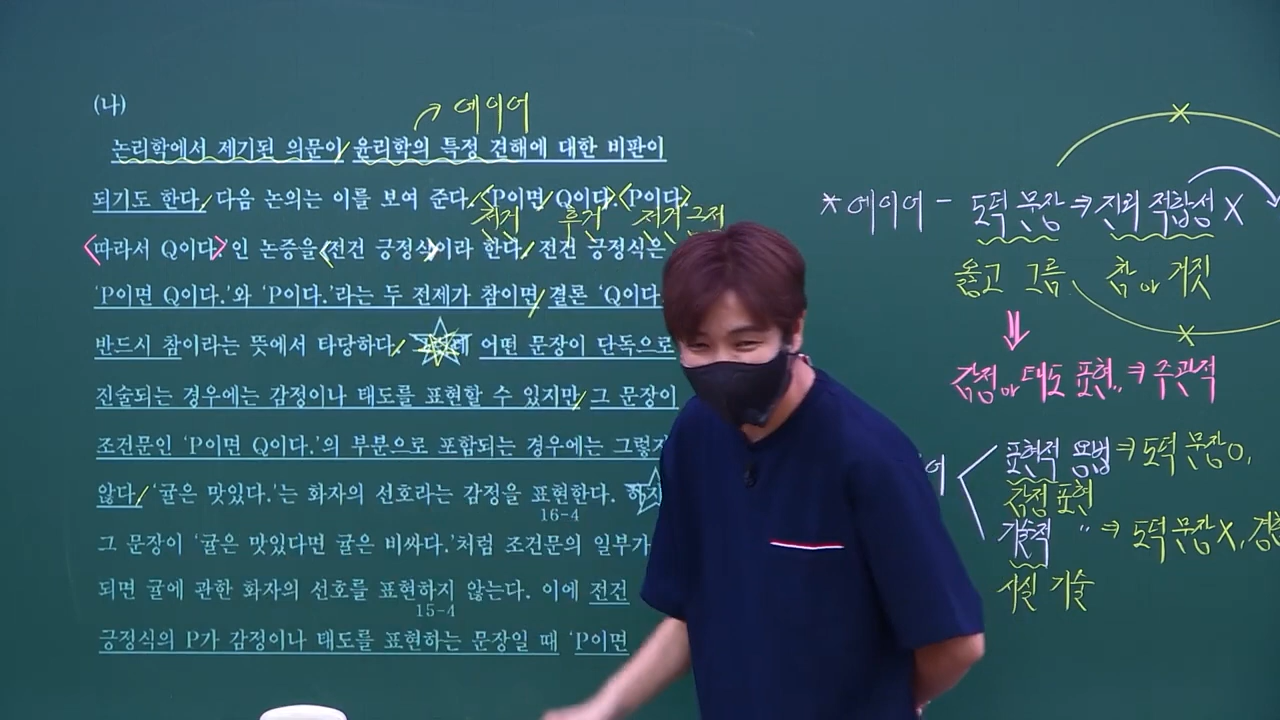 (나)
에이어
논리학에서 제기된 의문이 윤리학의 특정 견해에 대한 비판이
되기도 한다. 다음 논의는 이를 보여 준다. 'P이면 Q이다.' 'P이다.
전건 후건 전건 긍정
따라서 Q이다.' 인 논증을 '전건 긍정식'이라 한다. 전건 긍정식은
'P이면 Q이다.'와 'P이다.'라는 두 전제가 참이면 결론 'Q이다.
반드시 참이라는 뜻에서 타당하다. 어떤 문장이 단독으로
진술되는 경우에는 감정이나 태도를 표현할 수 있지만 그 문장이
조건문인 'P이면 Q이다.'의 부분으로 포함되는 경우에는 그렇지
않다. '귤은 맛있다.'는 화자의 선호라는 감정을 표현한다.
16-4
그 문장이 '귤은 맛있다면 귤은 비싸다.'처럼 조건문의 일부가
되면 귤에 관한 화자의 선호를 표현하지 않는다. 이에 전건
15-4
긍정식의 P가 감정이나 태도를 표현하는 문장일 때 'P이면
* 에이어 - 도덕 문장 ⇒ 진리 적합성 X
옳고 그름 참 or 거짓
감정 or 태도 표현 ⇒ 주관적
어 표현적 용법 ⇒ 도덕 문장 O,
감정 표현
기술적 〃 ⇒ 도덕 문장 X,
사실 기술